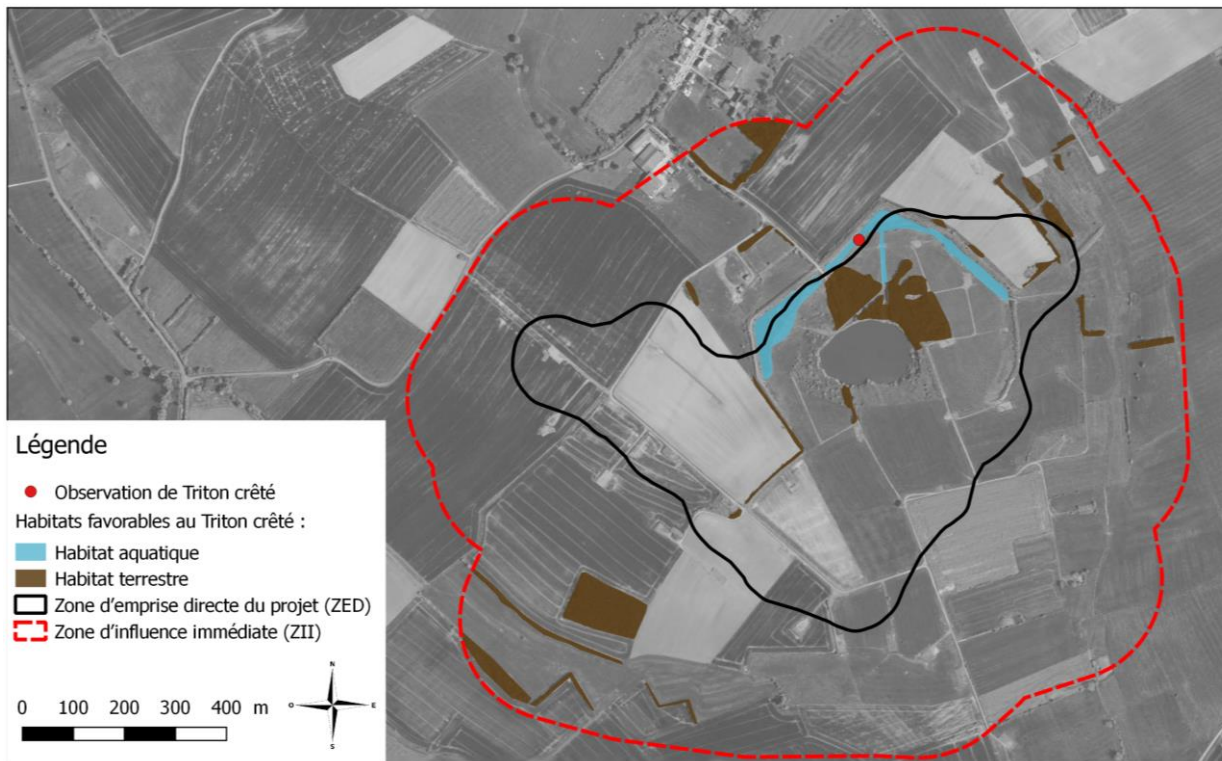 Légende
Observation de Triton crêté
Habitats favorables au Triton crêté :
Habitat aquatique
Habitat terrestre
Zone d'emprise directe du projet (ZED)
Zone d'influence immédiate (ZII)
0 100 200 300 400 m
N
O E
S